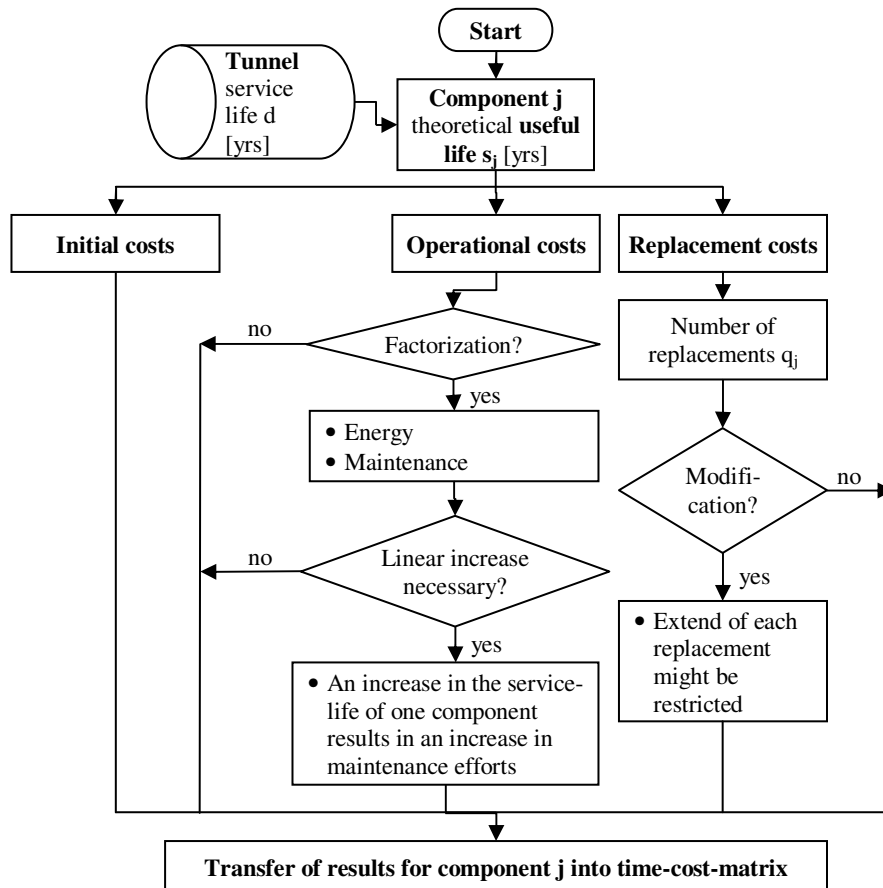 Start
Tunnel
service
life d
[yrs]
Component j
theoretical useful
life sj [yrs]
Initial costs
Operational costs
Replacement costs
Factorization?
no
yes
Number of
replacements qj
• Energy
• Maintenance
Modifi-
cation?
no
yes
Linear increase
necessary?
no
yes
• Extend of each
replacement
might be
restricted
• An increase in the service-
life of one component
results in an increase in
maintenance efforts
Transfer of results for component j into time-cost-matrix